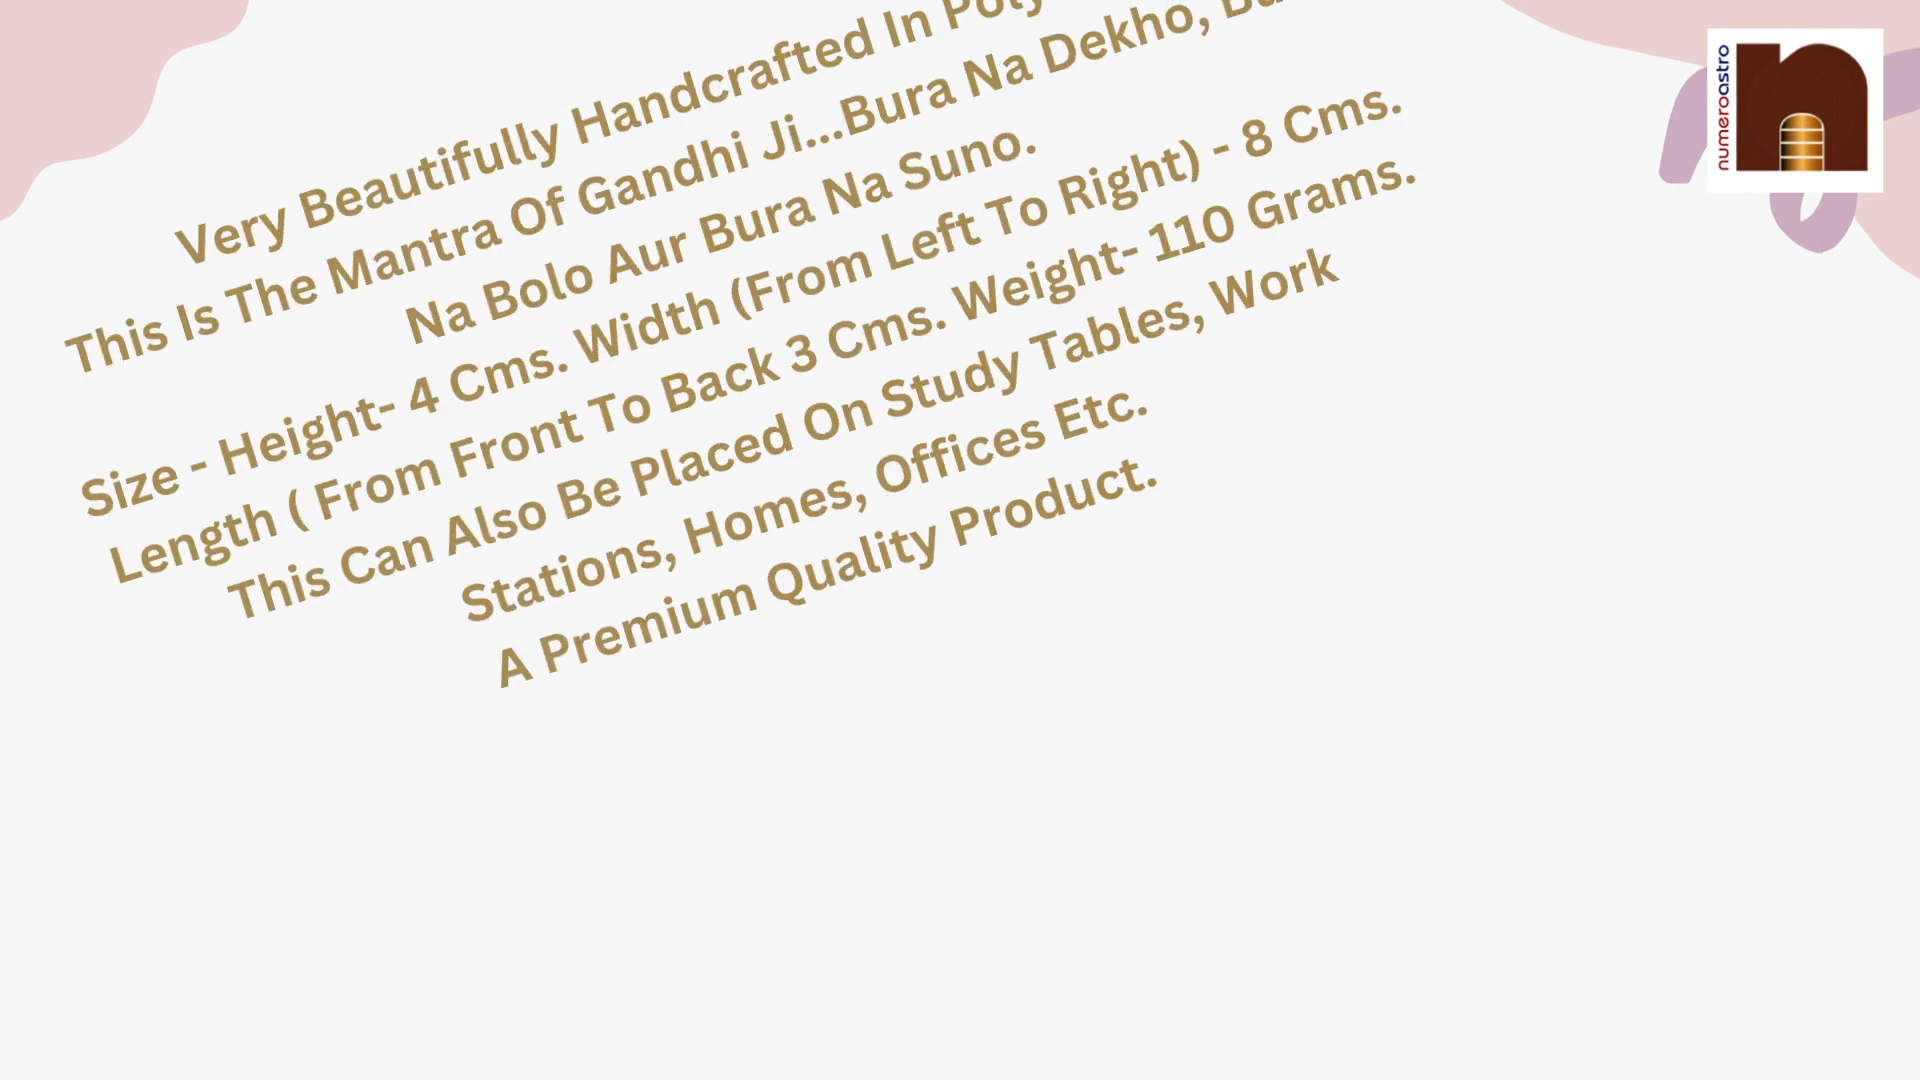 Very Beautifully Handcrafted In
This Is The Mantra Of Gandhi Ji...Bura Na Dekho,
Na Bolo Aur Bura Na Suno.
Size - Height- 4 Cms. Width (From Left To Right) - 8 Cms.
Length ( From Front To Back 3 Cms. Weight- 110 Grams.
This Can Also Be Placed On Study Tables, Work
Stations, Homes, Offices Etc.
A Premium Quality Product.
numeroastro